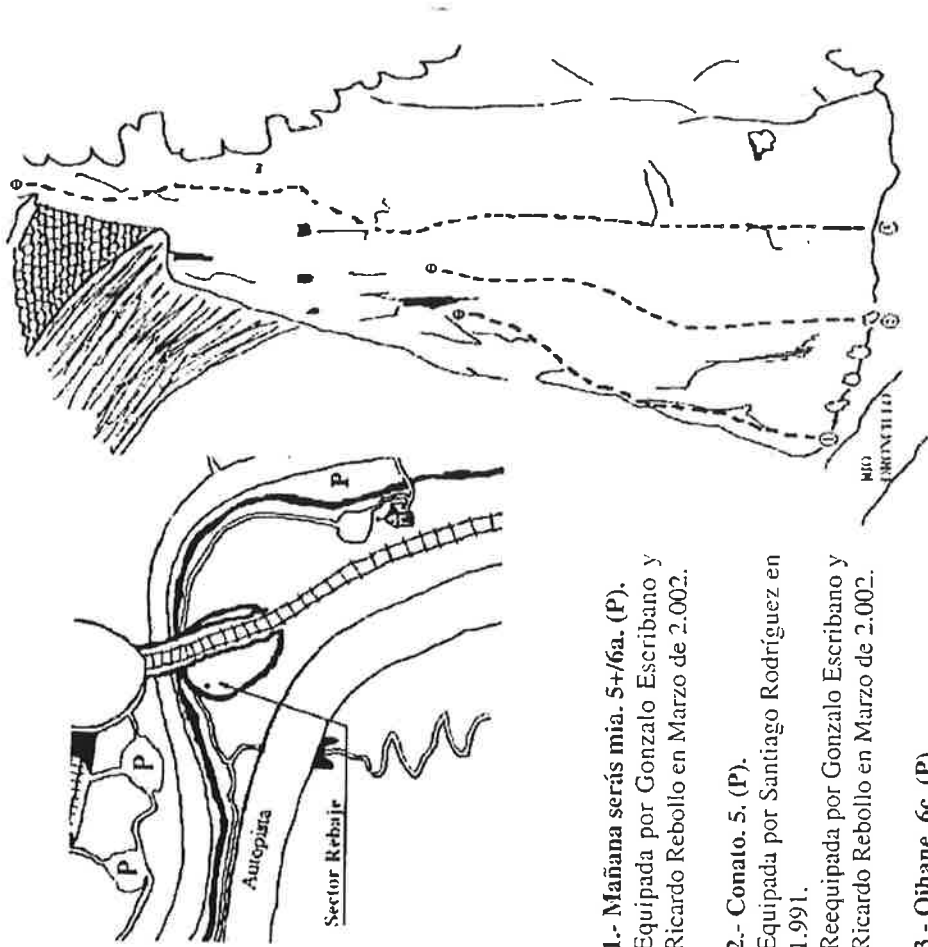 P
P
P
Autopista
Sector Rebaje
RIO
1.- Mañana serás mia. 5+/6a. (P).
Equipada por Gonzalo Escribano y
Ricardo Rebollo en Marzo de 2.002.
2.- Conato. 5. (P).
Equipada por Santiago Rodríguez en
1.991.
Reequipada por Gonzalo Escribano y
Ricardo Rebollo en Marzo de 2.002.
3.- Oihane. 6c. (P).